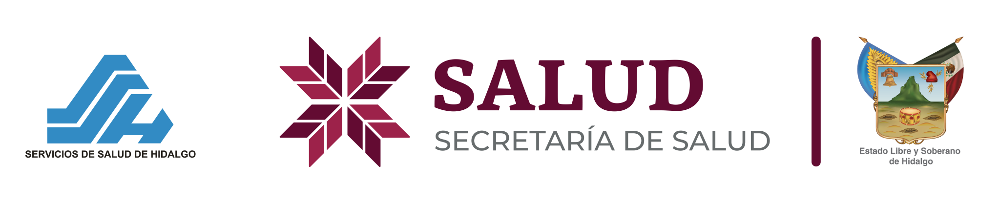 SERVICIOS DE SALUD DE HIDALGO
SALUD
SECRETARÍA DE SALUD
Estado Libre y Soberano
de Hidalgo